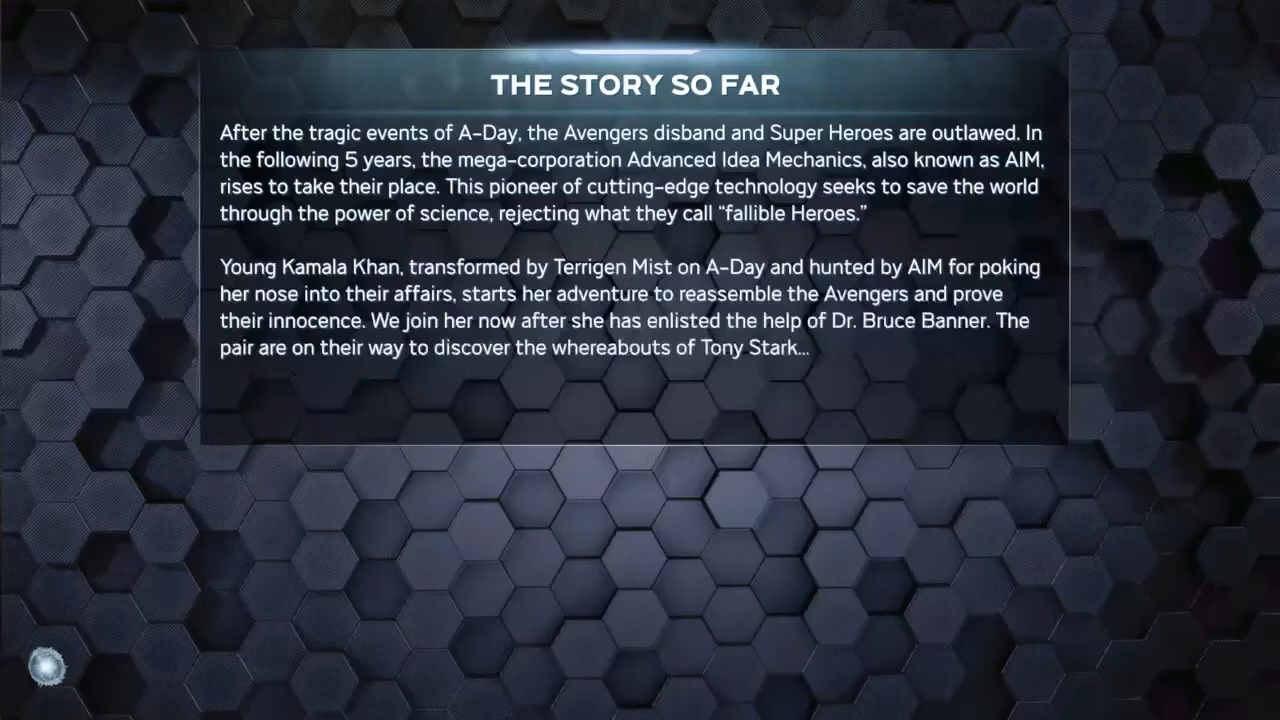 THE STORY SO FAR
After the tragic events of A-Day, the Avengers disband and Super Heroes are outlawed. In
the following 5 years, the mega-corporation Advanced Idea Mechanics, also known as AIM,
rises to take their place. This pioneer of cutting-edge technology seeks to save the world
through the power of science, rejecting what they call “fallible Heroes.”
Young Kamala Khan, transformed by Terrigen Mist on A-Day and hunted by AIM for poking
her nose into their affairs, starts her adventure to reassemble the Avengers and prove
their innocence. We join her now after she has enlisted the help of Dr. Bruce Banner. The
pair are on their way to discover the whereabouts of Tony Stark...